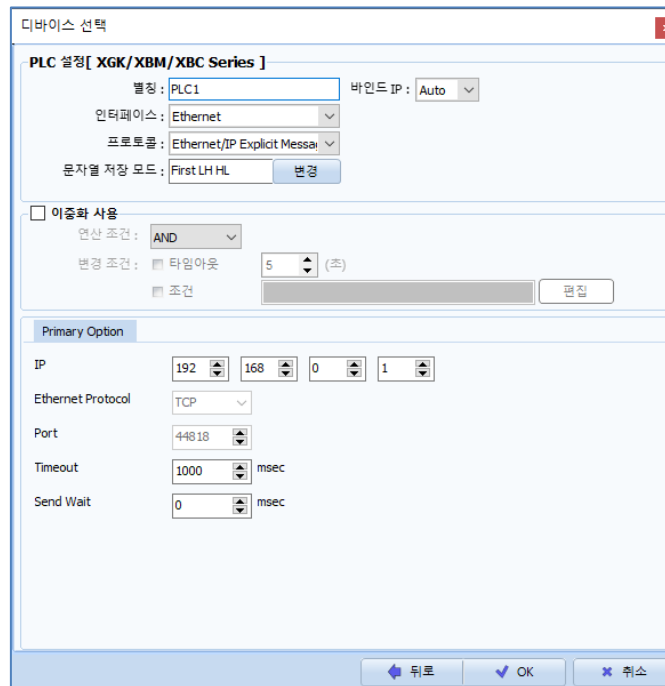 디바이스 선택
PLC 설정[ XGK/XBM/XBC Series ]
별칭 : PLC1 바인드 IP : Auto
인터페이스 : Ethernet
프로토콜 : Ethernet/IP Explicit Messa
문자열 저장 모드 : First LH HL 변경
이중화 사용
연산 조건 : AND
변경 조건 : 타임아웃 5 (초)
조건 편집
Primary Option
IP 192 168 0 1
Ethernet Protocol TCP
Port 44818
Timeout 1000 msec
Send Wait 0 msec
뒤로 OK 취소